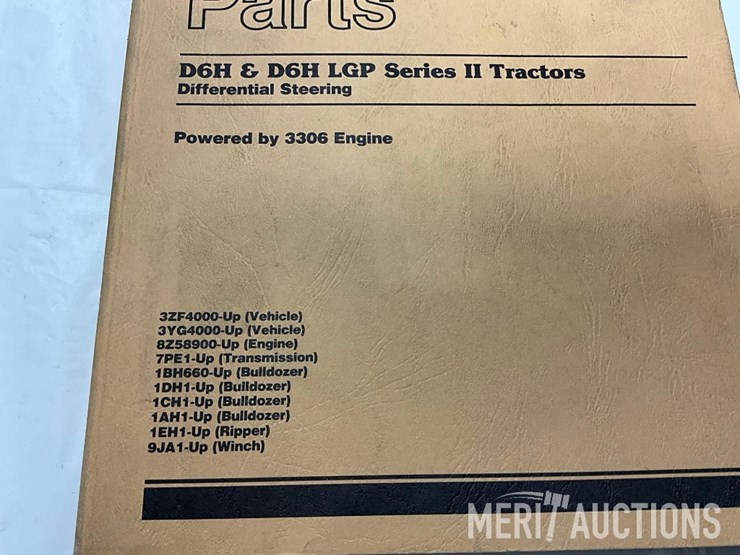 Parts
D6H & D6H LGP Series II Tractors
Differential Steering
Powered by 3306 Engine
3ZF4000-Up (Vehicle)
3YG4000-Up (Vehicle)
8Z58900-Up (Engine)
7PE1-Up (Transmission)
1BH660-Up (Bulldozer)
1DH1-Up (Bulldozer)
1CH1-Up (Bulldozer)
1AH1-Up (Bulldozer)
1EH1-Up (Ripper)
9JA1-Up (Winch)
MERIT AUCTIONS